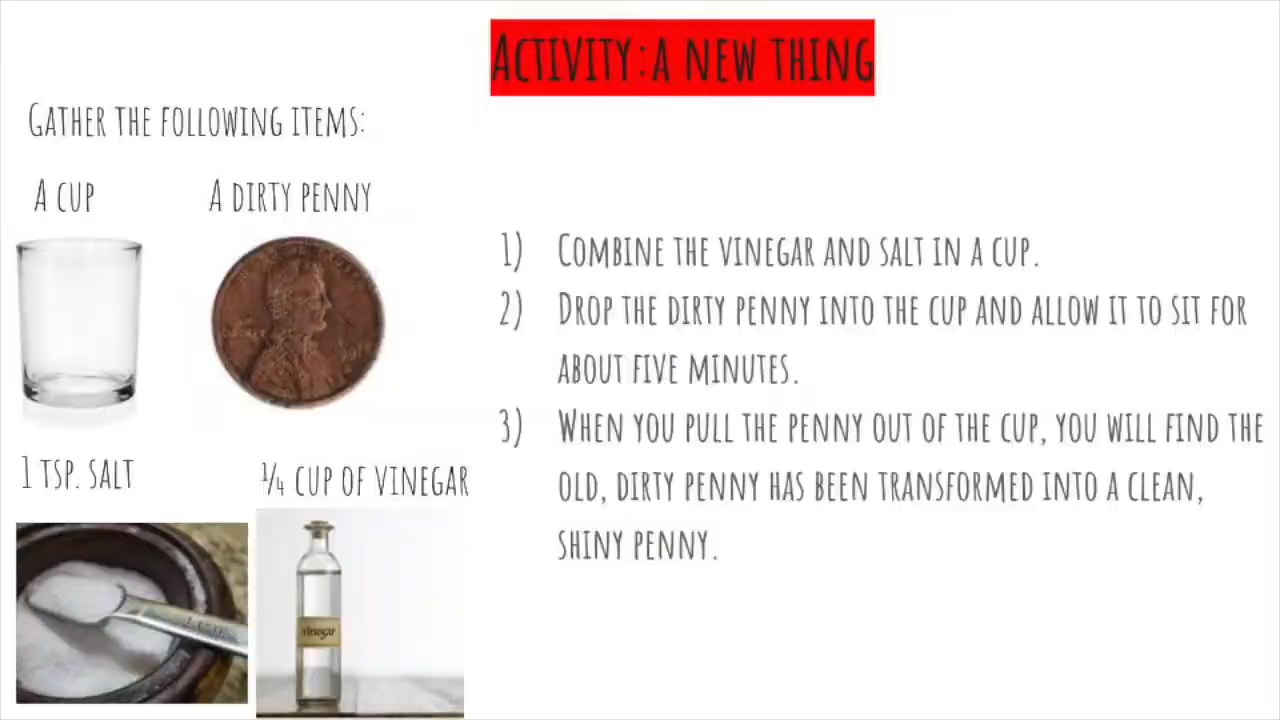 Activity: a new thing
Gather the following items:
A cup
A dirty penny
1 tsp. salt
¼ cup of vinegar
vinegar
1) Combine the vinegar and salt in a cup.
2) Drop the dirty penny into the cup and allow it to sit for
about five minutes.
3) When you pull the penny out of the cup, you will find the
old, dirty penny has been transformed into a clean,
shiny penny.